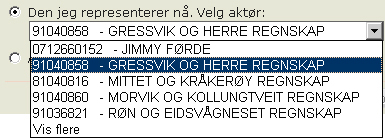 Den jeg representerer nå. Velg aktør:
91040858 - GRESSVIK OG HERRE REGNSKAP
0712660152 - JIMMY FØRDE
91040858 - GRESSVIK OG HERRE REGNSKAP
81040816 - MITTET OG KRÅKERØY REGNSKAP
91040860 - MORVIK OG KOLLUNGTVEIT REGNSKAP
91036821 - RØN OG EIDSVÅGNESET REGNSKAP
Vis flere